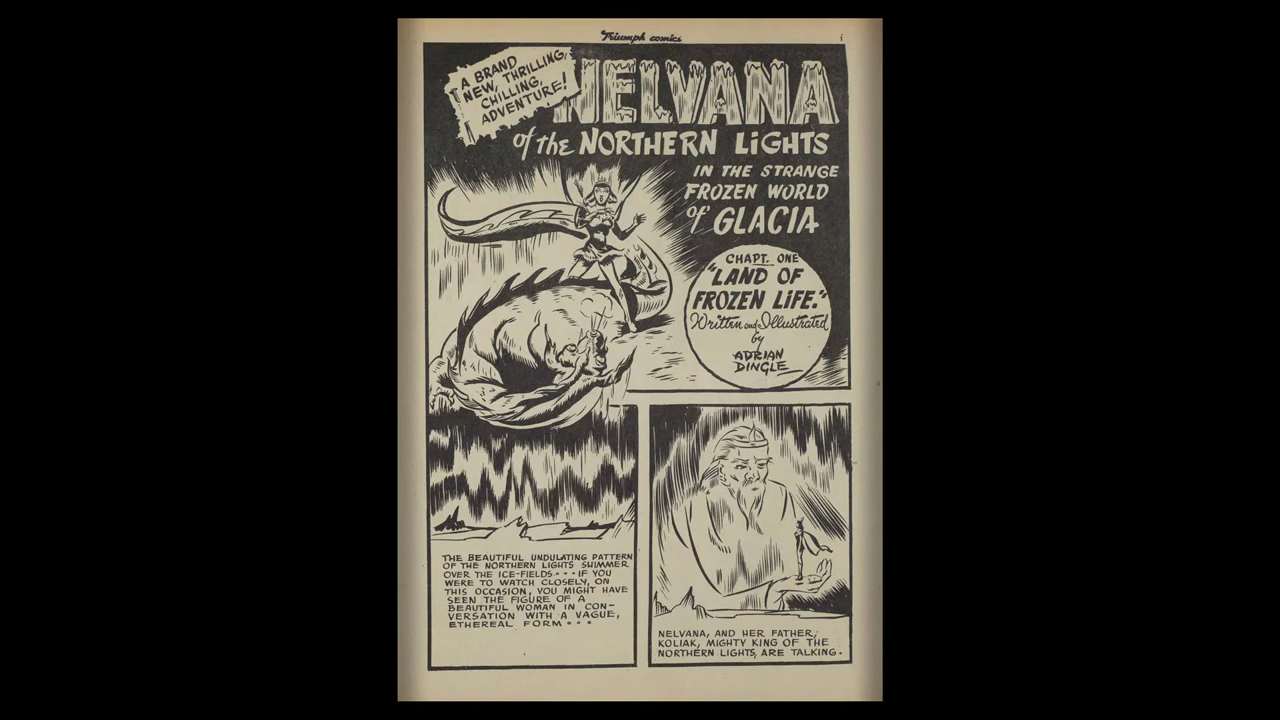 Triumph comics
i
A BRAND
NEW, THRILLING,
CHILLING,
ADVENTURE!
NELVANA
of the NORTHERN LiGHTS
IN THE STRANGE
FROZEN WORLD
of GLACIA
CHAPT. ONE
"LAND OF
FROZEN LiFE."
Written and Illustrated
by
ADRIAN
DINGLE
THE BEAUTIFUL UNDULATING PATTERN
OF THE NORTHERN LIGHTS SHIMMER
OVER THE ICE-FIELDS - - - IF YOU
WERE TO WATCH CLOSELY, ON
THIS OCCASION, YOU MIGHT HAVE
SEEN THE FIGURE OF A
BEAUTIFUL WOMAN IN CON-
VERSATION WITH A VAGUE,
ETHEREAL FORM - - -
NELVANA, AND HER FATHER,
KOLIAK, MIGHTY KING OF THE
NORTHERN LIGHTS, ARE TALKING-